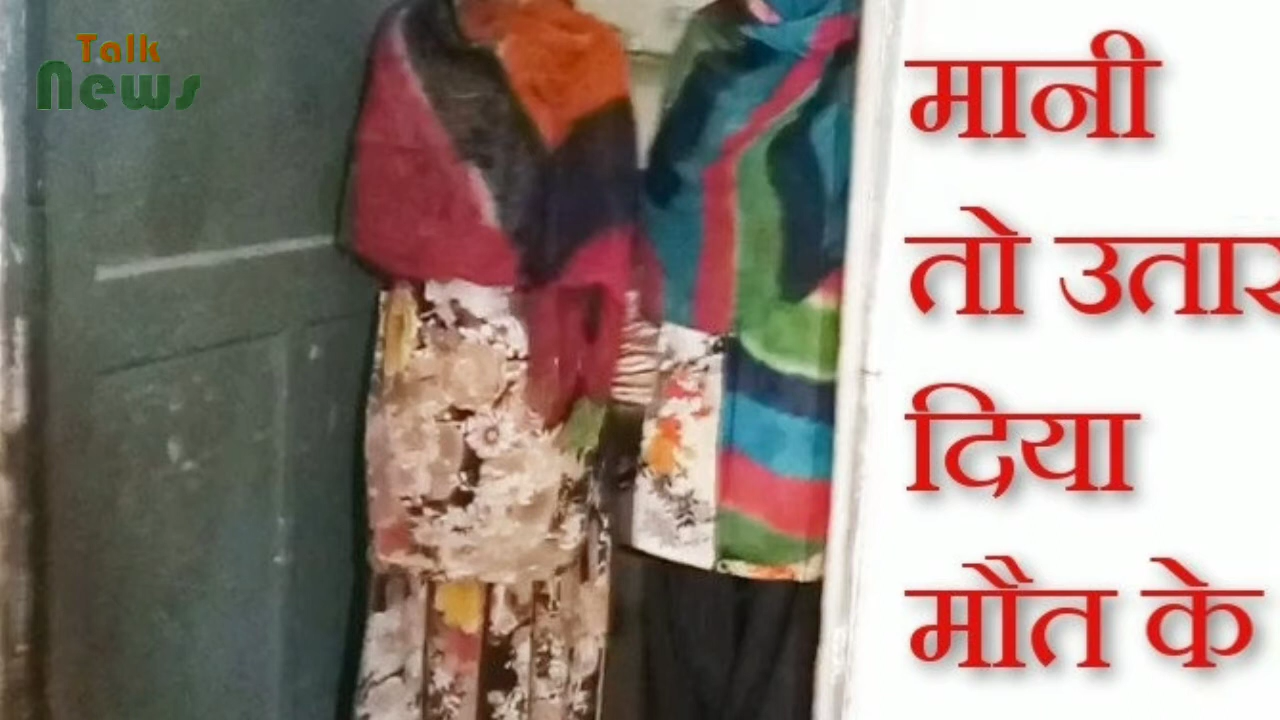 Talk
News
मानी
तो उतार
दिया
मौत के